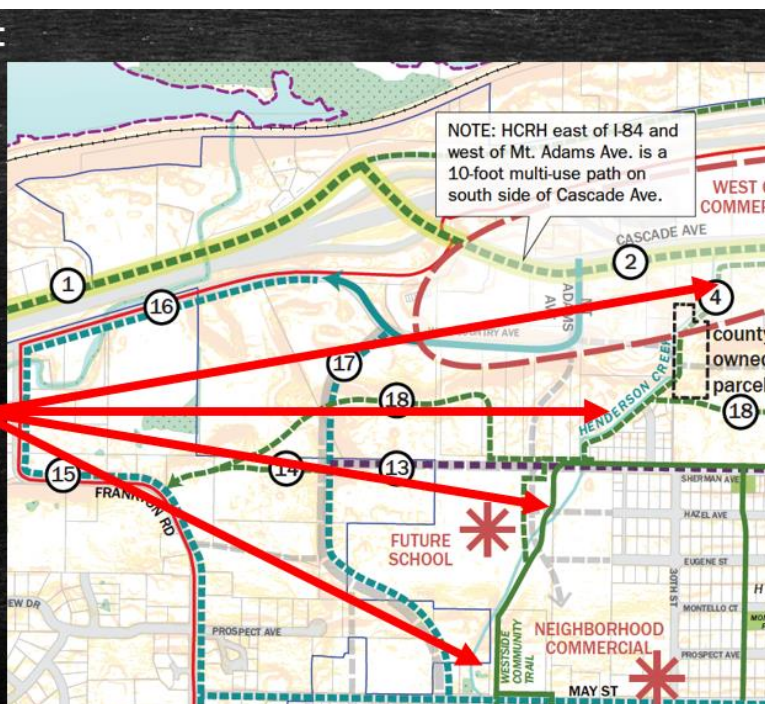 :
NOTE: HCRH east of I-84 and
west of Mt. Adams Ave. is a
10-foot multi-use path on
south side of Cascade Ave.
WEST
COMMER
CASCADE AVE
2
1
16
ADAMS
4
county
owned
parcel
17
HENDERSON CREEK
18
18
15
14
13
FRANKTON RD
SHERMAN AVE
HAZEL AVE
FUTURE
SCHOOL
EUGENE ST
30TH ST
MONTELLO CT
EW DR
PROSPECT AVE
WESTSIDE
COMMUNITY
TRAIL
NEIGHBORHOOD
COMMERCIAL
PROSPECT AVE
MAY ST